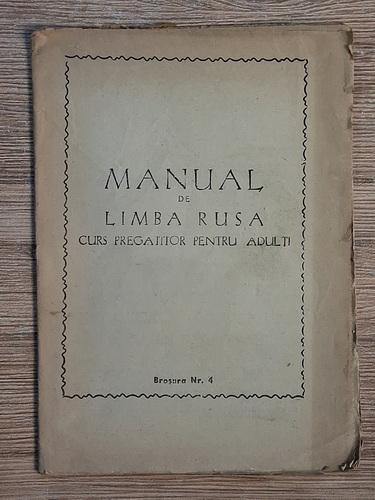 MANUAL
DE
LIMBA RUSA
CURS PREGATITOR PENTRU ADULTI
Broşura Nr. 4